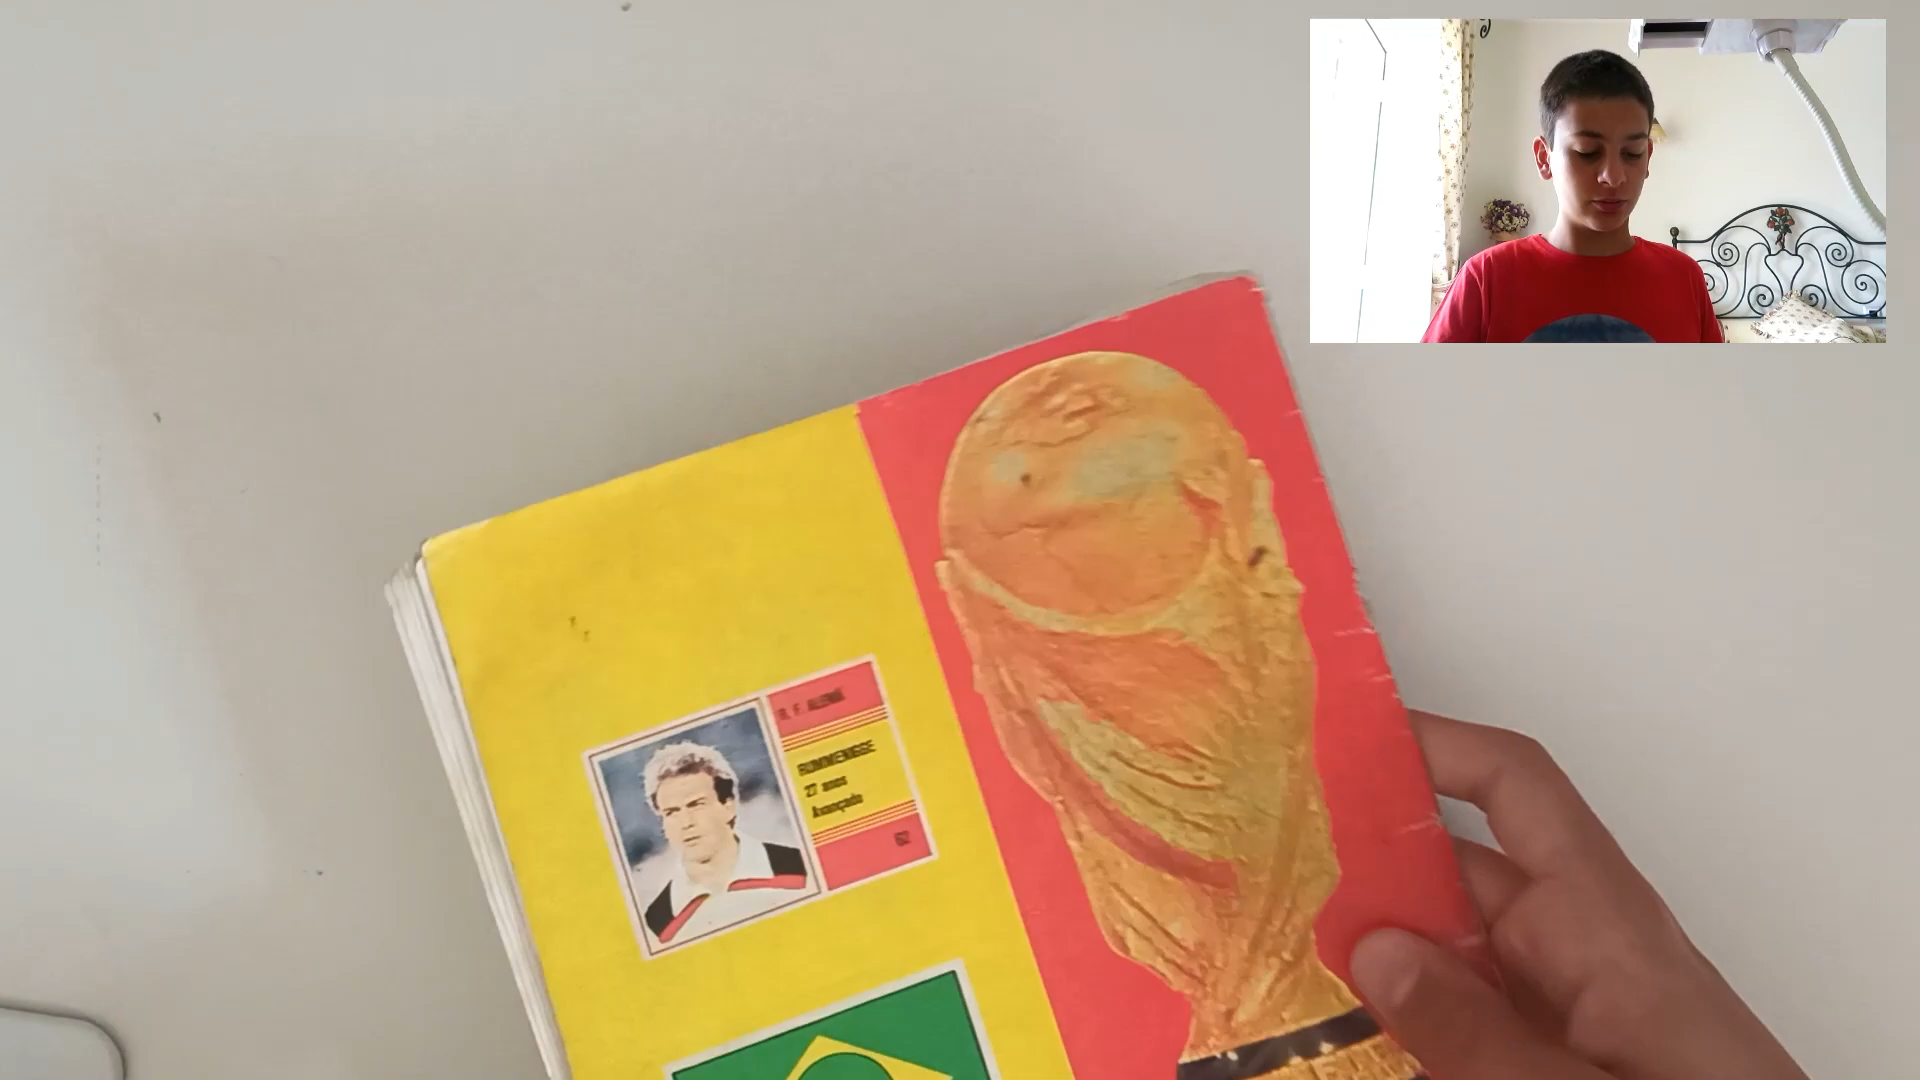 R. F. ALEMÃ
RUMMENIGGE
27 anos
Avançado
62